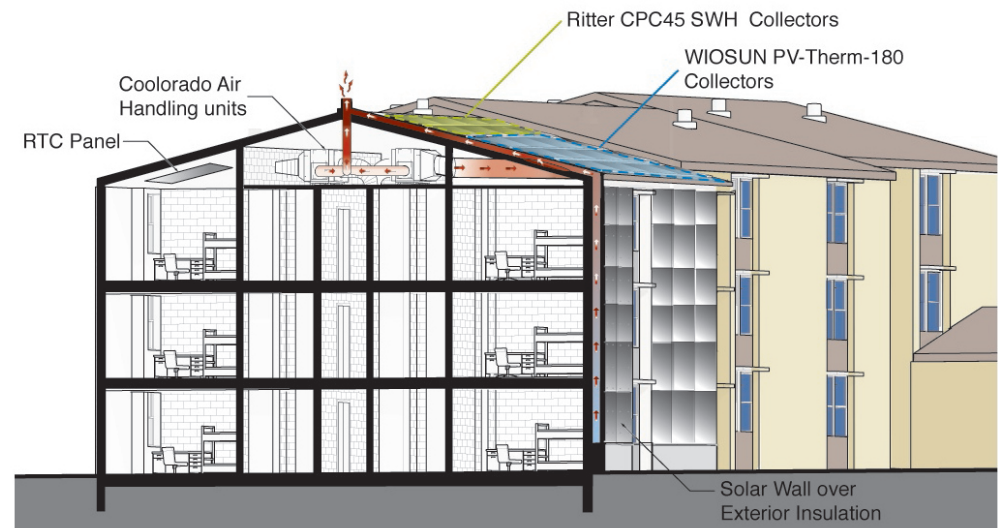 Ritter CPC45 SWH Collectors
WIOSUN PV-Therm-180
Collectors
Coolorado Air
Handling units
RTC Panel
Solar Wall over
Exterior Insulation